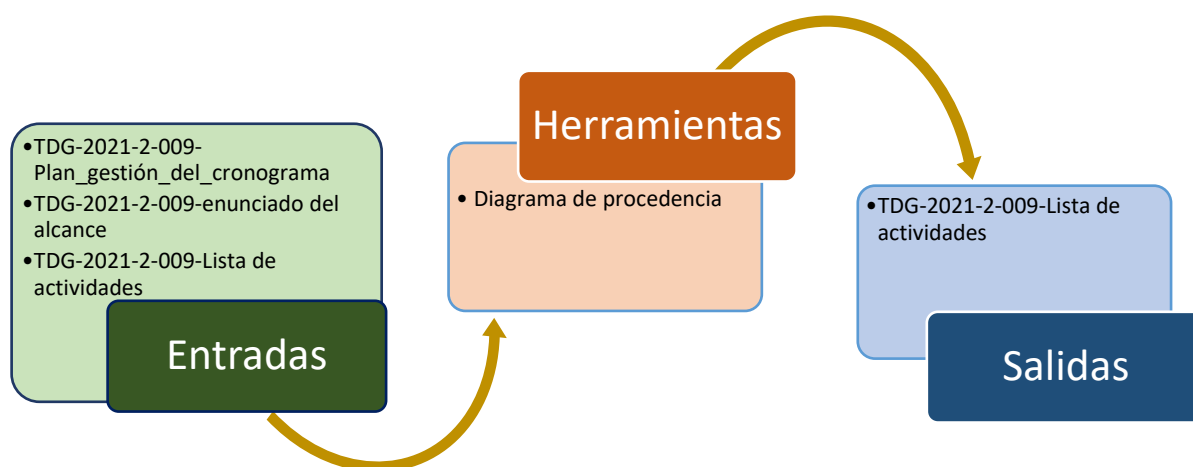 •TDG-2021-2-009-
Plan_gestión_del_cronograma
•TDG-2021-2-009-enunciado del
alcance
•TDG-2021-2-009-Lista de
actividades
Entradas
Herramientas
• Diagrama de procedencia
•TDG-2021-2-009-Lista de
actividades
Salidas